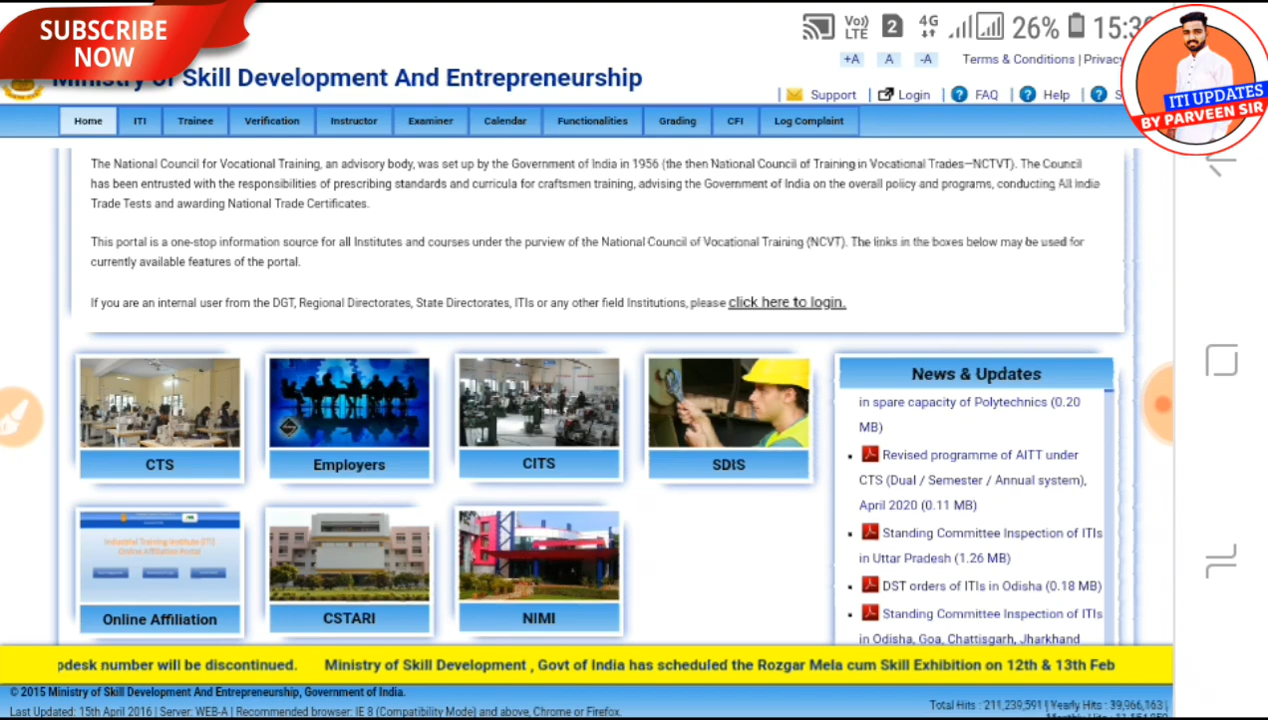 SUBSCRIBE
NOW
LTE 2 4G 26%
+A A -A Terms & Conditions |
Ministry of Skill Development And Entrepreneurship
| Support | Login | FAQ | Help |
ITI UPDATES
BY PARVEEN SIR
Home ITI Trainee Verification Instructor Examiner Calendar Functionalities Grading CFI Log Complaint
The National Council for Vocational Training, an advisory body, was set up by the Government of India in 1956 (the then National Council of Training in Vocational Trades—NCTVT). The Council
has been entrusted with the responsibilities of prescribing standards and curricula for craftsmen training, advising the Government of India on the overall policy and programs, conducting All India
Trade Tests and awarding National Trade Certificates.
This portal is a one-stop information source for all Institutes and courses under the purview of the National Council of Vocational Training (NCVT). The links in the boxes below may be used for
currently available features of the portal.
If you are an internal user from the DGT, Regional Directorates, State Directorates, ITIs or any other field Institutions, please click here to login.
CTS
Employers
CITS
SDIS
Industrial Training Institute (ITI)
Online Affiliation Portal
Online Affiliation
CSTARI
NIMI
News & Updates
in spare capacity of Polytechnics (0.20
MB)
Revised programme of AITT under
CTS (Dual / Semester / Annual system),
April 2020 (0.11 MB)
Standing Committee Inspection of ITIs
in Uttar Pradesh (1.26 MB)
DST orders of ITIs in Odisha (0.18 MB)
Standing Committee Inspection of ITIs
in Odisha, Goa, Chattisgarh, Jharkhand
number will be discontinued. Ministry of Skill Development , Govt of India has scheduled the Rozgar Mela cum Skill Exhibition on 12th & 13th Feb
© 2015 Ministry of Skill Development And Entrepreneurship, Government of India.
Last Updated: 15th April 2016 | Server: WEB-A | Recommended browser: IE 8 (Compatibility Mode) and above, Chrome or Firefox.
Total Hits : 211,239,591 | Yearly Hits : 39,966,163 |